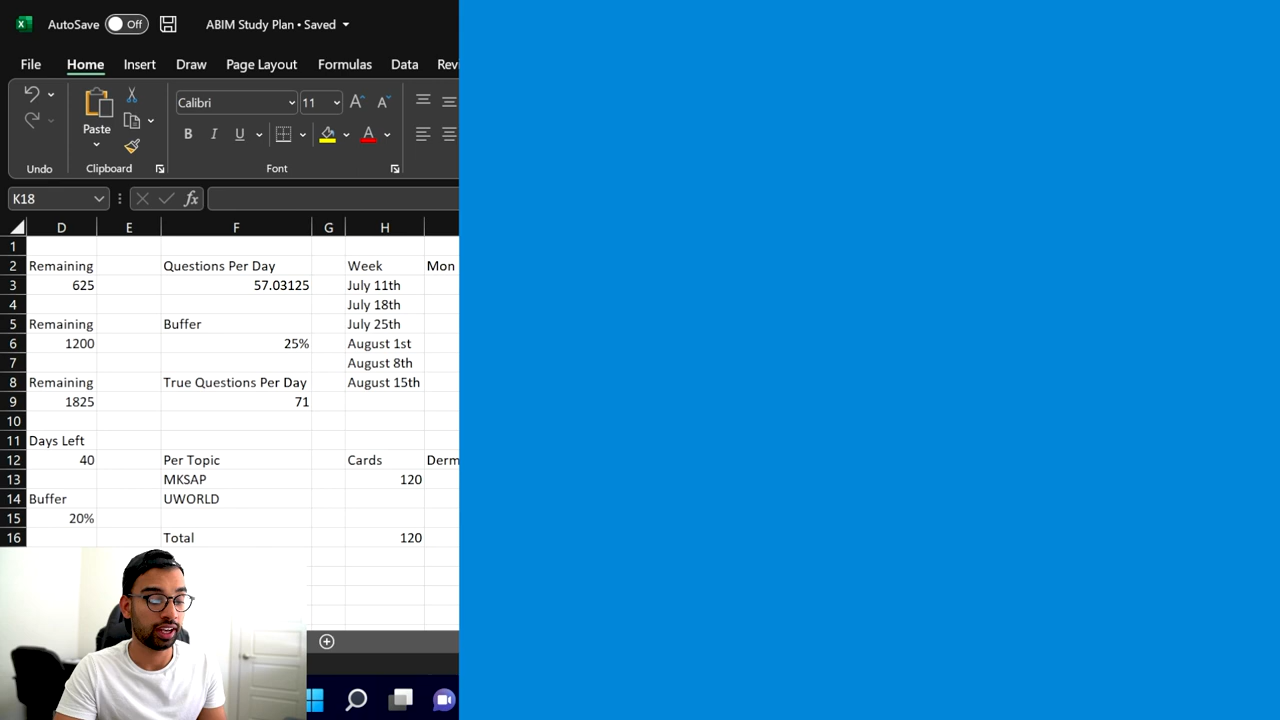 AutoSave Off ABIM Study Plan • Saved
File Home Insert Draw Page Layout Formulas Data Rev
Calibri 11
Paste
B I U A
Undo Clipboard Font
K18 fx
D E F G H
1
2 Remaining Questions Per Day Week Mon
3 625 57.03125 July 11th
4 July 18th
5 Remaining Buffer July 25th
6 1200 25% August 1st
7 August 8th
8 Remaining True Questions Per Day August 15th
9 1825 71
10
11 Days Left
12 40 Per Topic Cards Derm
13 MKSAP 120
14 Buffer UWORLD
15 20%
16 Total 120